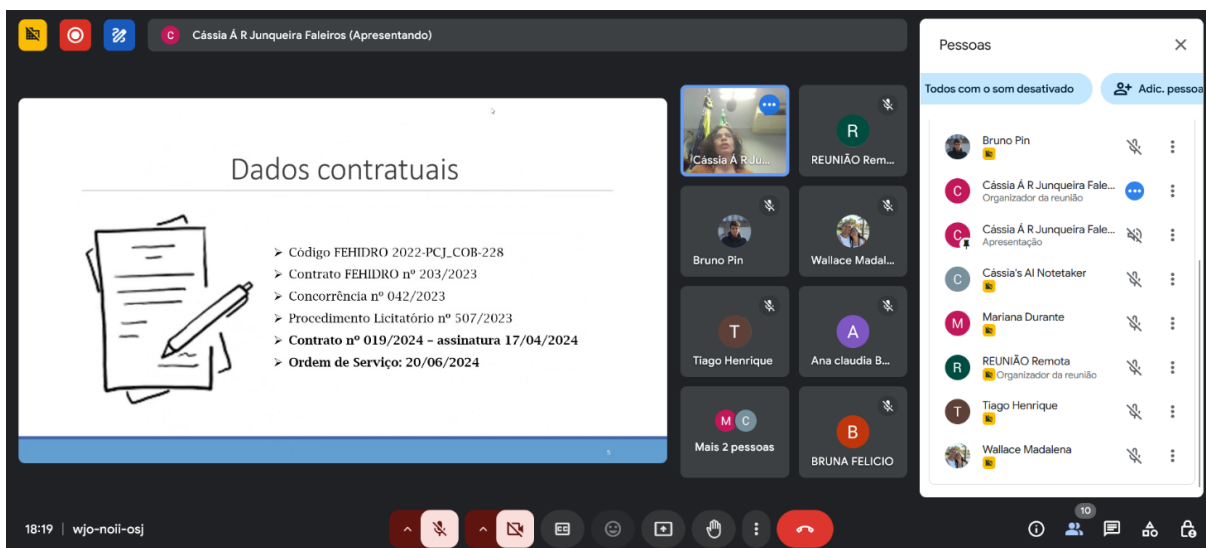 C Cássia Á R Junqueira Faleiros (Apresentando)
Dados contratuais
➢ Código FEHIDRO 2022-PCJ_COB-228
➢ Contrato FEHIDRO nº 203/2023
➢ Concorrência nº 042/2023
➢ Procedimento Licitatório nº 507/2023
➢ Contrato nº 019/2024 – assinatura 17/04/2024
➢ Ordem de Serviço: 20/06/2024
5
Cássia Á R Ju...
R
REUNIÃO Rem...
Bruno Pin
Wallace Madal...
T
Tiago Henrique
A
Ana claudia B...
M C
Mais 2 pessoas
B
BRUNA FELICIO
Pessoas
Todos com o som desativado
Adic. pessoa
Bruno Pin
C
Cássia Á R Junqueira Fale...
Organizador da reunião
C
Cássia Á R Junqueira Fale...
Apresentação
C
Cássia's AI Notetaker
M
Mariana Durante
R
REUNIÃO Remota
Organizador da reunião
T
Tiago Henrique
Wallace Madalena
18:19 | wjo-noii-osj
10